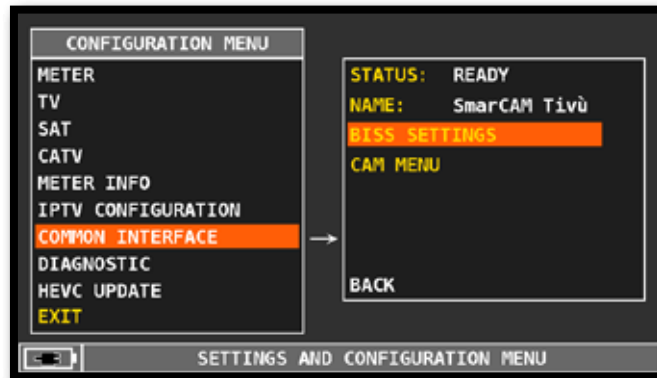 CONFIGURATION MENU
METER
TV
SAT
CATV
METER INFO
IPTV CONFIGURATION
COMMON INTERFACE
DIAGNOSTIC
HEVC UPDATE
EXIT
STATUS: READY
NAME: SmarCAM Tivù
BISS SETTINGS
CAM MENU
BACK
SETTINGS AND CONFIGURATION MENU